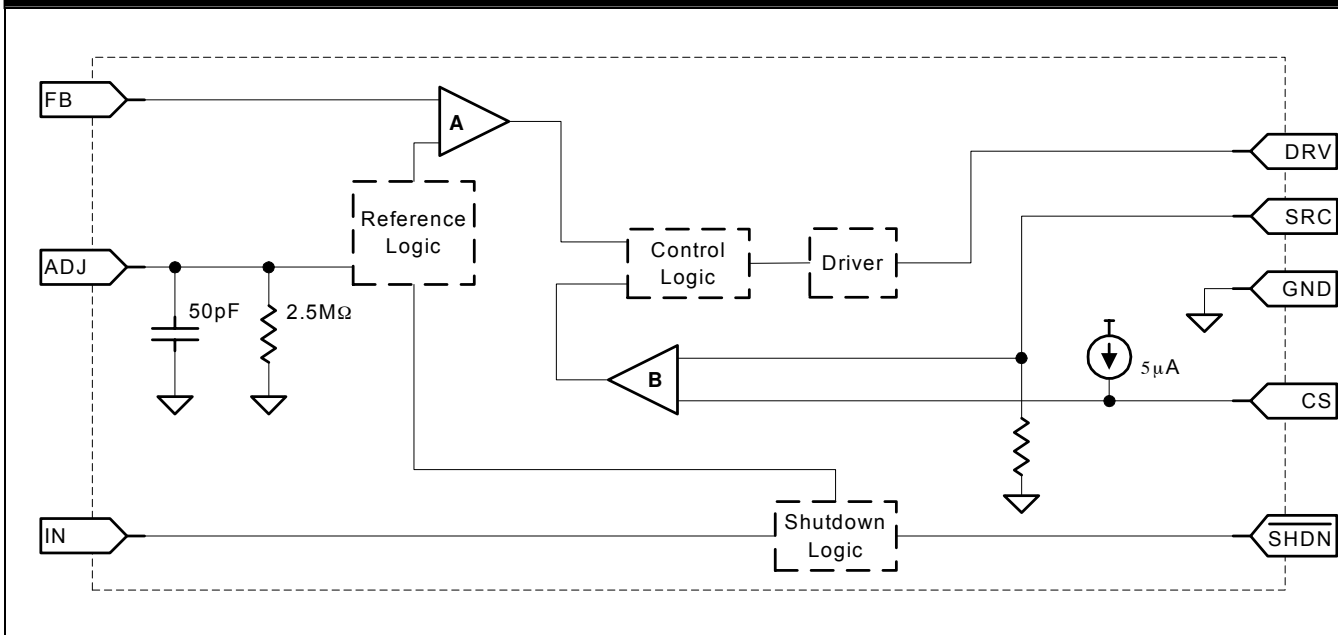 FB
A
DRV
SRC
Reference
Logic
ADJ
Control
Logic
Driver
GND
50pF
2.5MΩ
5μA
B
CS
IN
Shutdown
Logic
SHDN